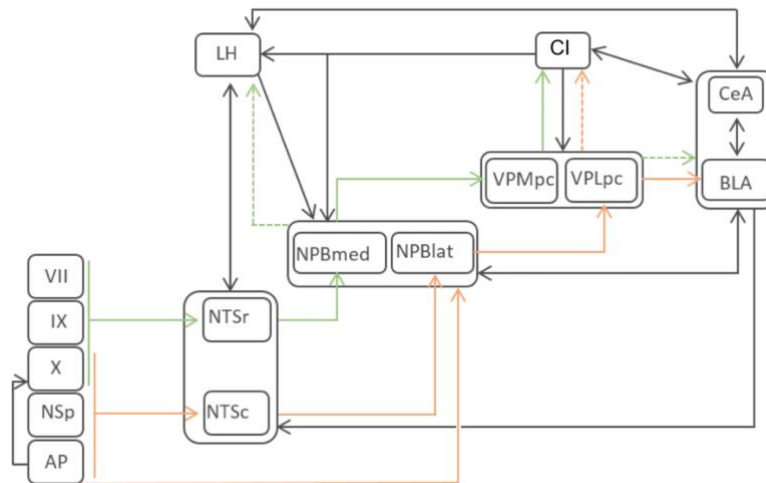 LH
CI
CeA
VPMpc
VPLpc
BLA
NPBmed
NPBlat
VII
IX
NTSr
X
NSp
NTSc
AP